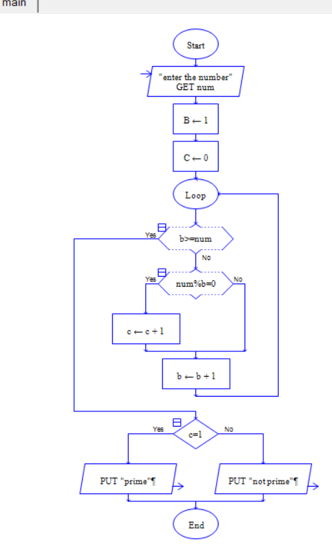 main
Start
"enter the number"
GET num
B ← 1
C ← 0
Loop
Yes
b>=num
No
Yes
num%b=0
No
c ← c + 1
b ← b + 1
Yes
c=1
No
PUT "prime"¶
PUT "not prime"¶
End